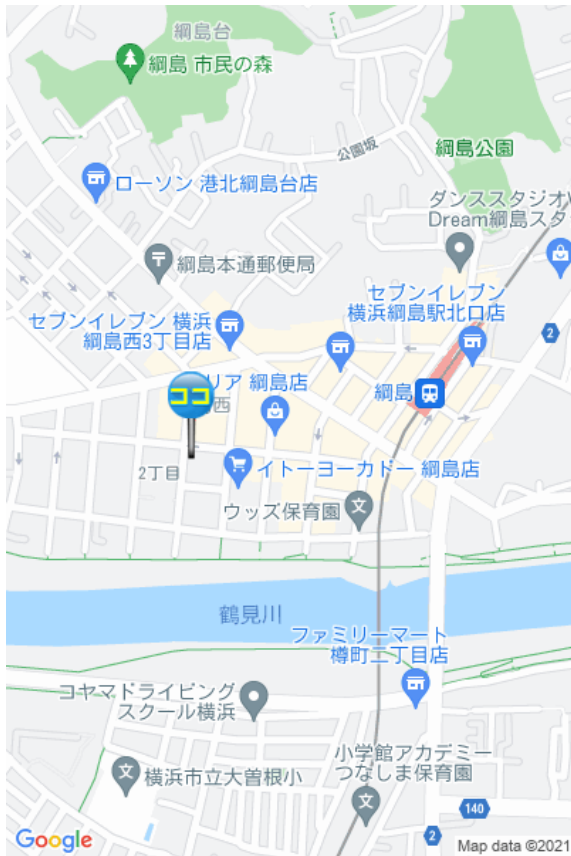 綱島台
綱島 市民の森
公園坂
綱島公園
ローソン 港北綱島台店
ダンススタジオ
Dream綱島スタ
綱島本通郵便局
セブンイレブン
横浜綱島駅北口店
2
セブンイレブン 横浜
綱島西3丁目店
綱島
ココ
リア 綱島店
西
2丁目
イトーヨーカドー 綱島店
ウッズ保育園
文
鶴見川
ファミリーマート
樽町二丁目店
コヤマドライビング
スクール横浜
小学館アカデミー
つなしま保育園
文
横浜市立大曽根小
文
140
2
Google
Map data ©2021